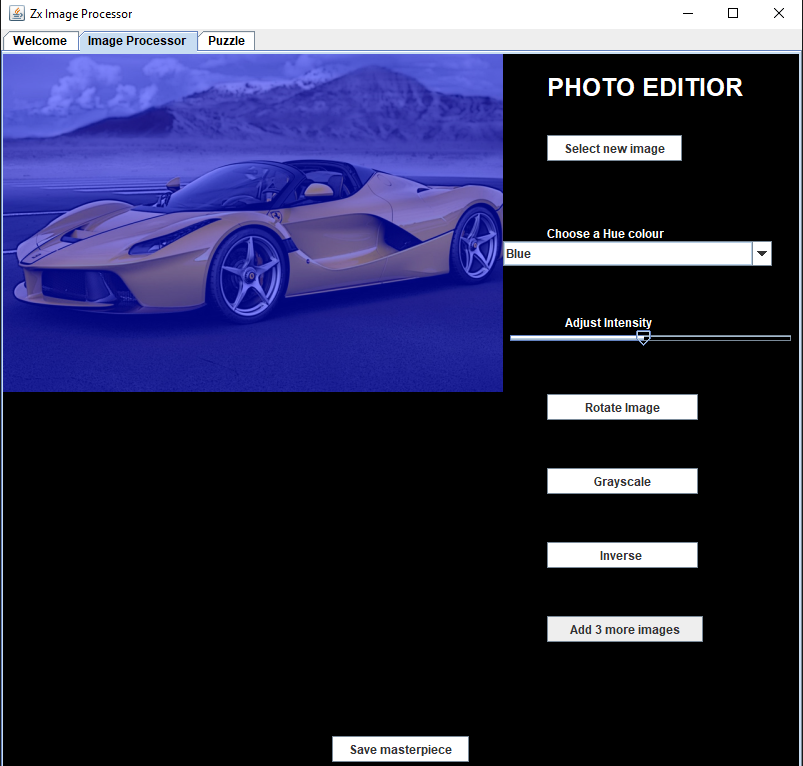 Zx Image Processor
Welcome Image Processor Puzzle
PHOTO EDITIOR
Select new image
Choose a Hue colour
Blue
Adjust Intensity
Rotate Image
Grayscale
Inverse
Add 3 more images
Save masterpiece